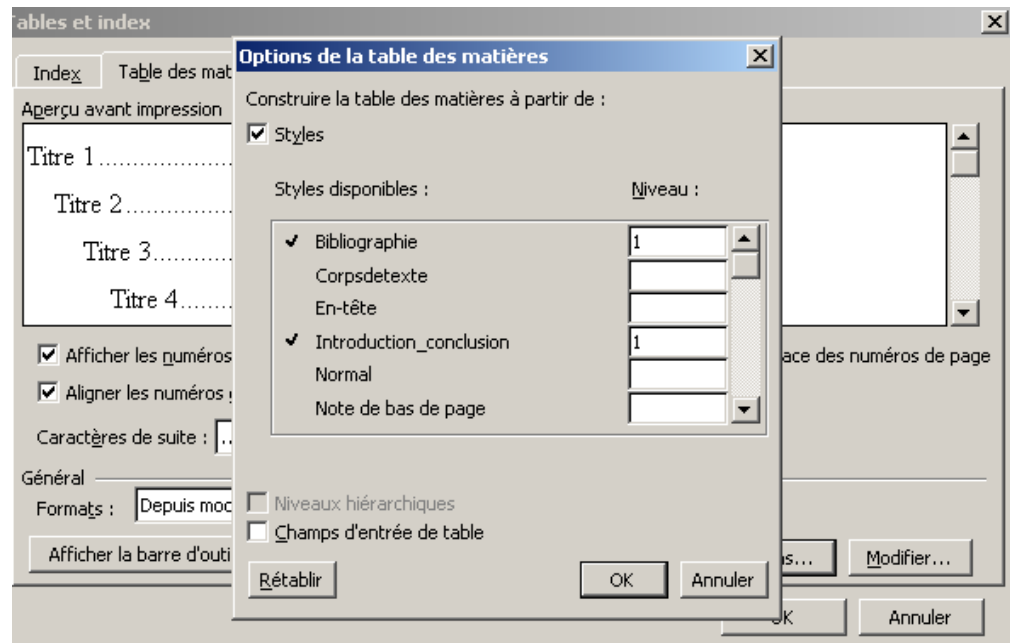 Tables et index
Options de la table des matières
Index
Table des mat
Construire la table des matières à partir de :
Aperçu avant impression
Styles
Titre 1
Titre 2
Titre 3
Titre 4
Styles disponibles :
Niveau :
Bibliographie
1
Corpsdetexte
En-tête
Introduction_conclusion
1
Normal
Note de bas de page
Afficher les numéros
ace des numéros de page
Aligner les numéros
Caractères de suite :
Général
Formats :
Depuis mod
Niveaux hiérarchiques
Champs d'entrée de table
Afficher la barre d'outi
s...
Modifier...
Rétablir
OK
Annuler
OK
Annuler